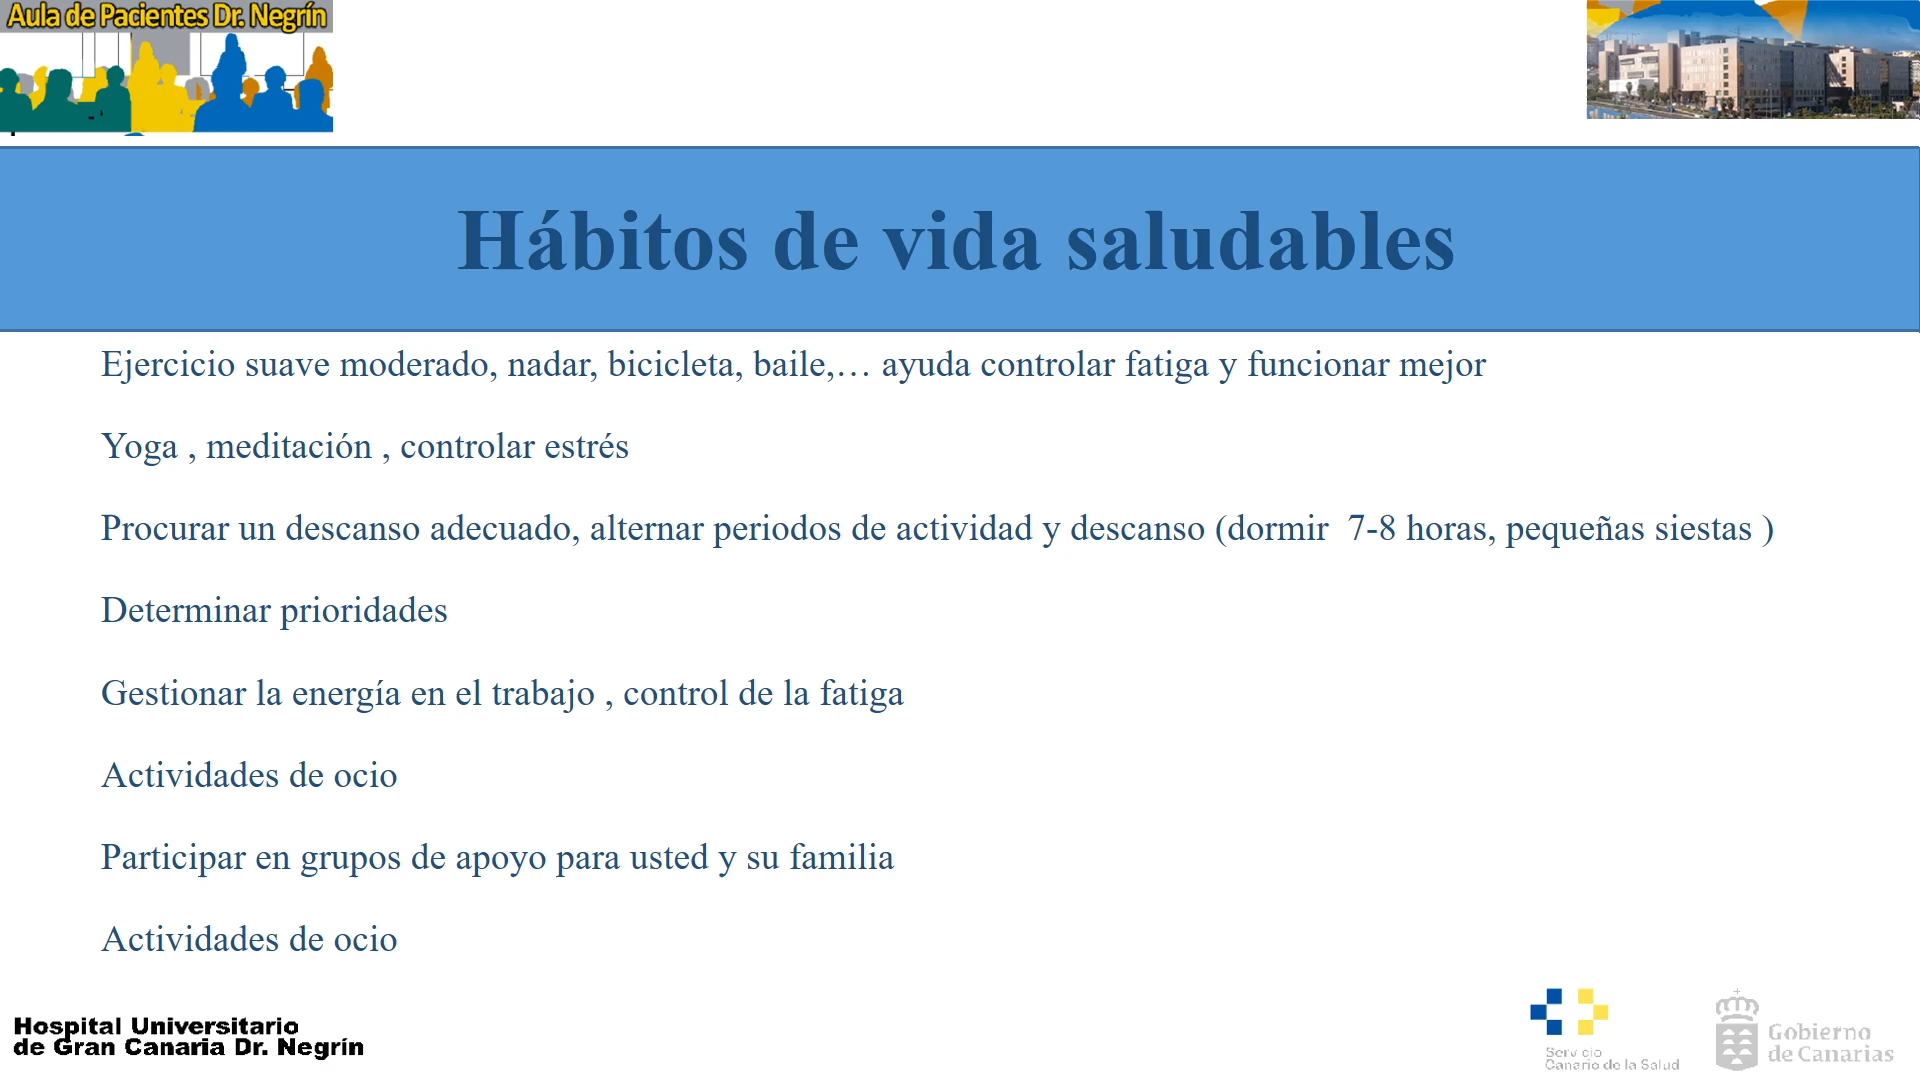 Aula de Pacientes Dr. Negrín
Hábitos de vida saludables
Ejercicio suave moderado, nadar, bicicleta, baile,… ayuda controlar fatiga y funcionar mejor
Yoga , meditación , controlar estrés
Procurar un descanso adecuado, alternar periodos de actividad y descanso (dormir  7-8 horas, pequeñas siestas )
Determinar prioridades
Gestionar la energía en el trabajo , control de la fatiga
Actividades de ocio
Participar en grupos de apoyo para usted y su familia
Actividades de ocio
Hospital Universitario
de Gran Canaria Dr. Negrín
Servicio
Canario de la Salud
Gobierno
de Canarias